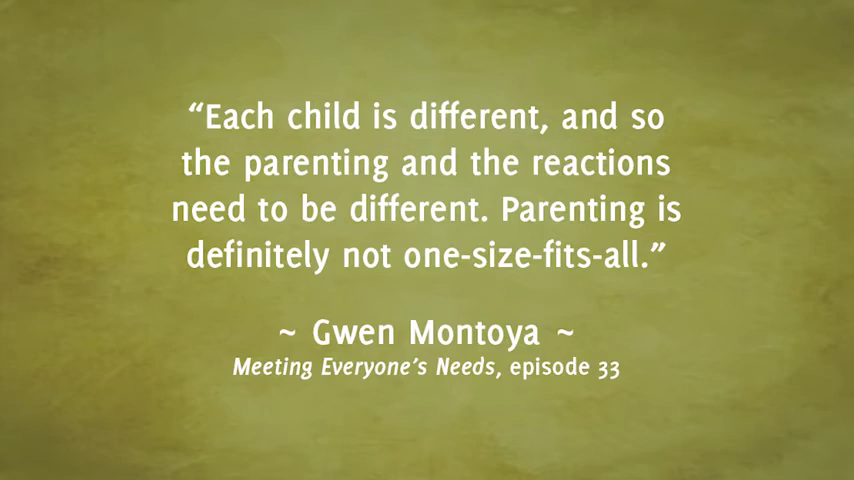 “Each child is different, and so
the parenting and the reactions
need to be different. Parenting is
definitely not one-size-fits-all.”
~ Gwen Montoya ~
Meeting Everyone’s Needs, episode 33